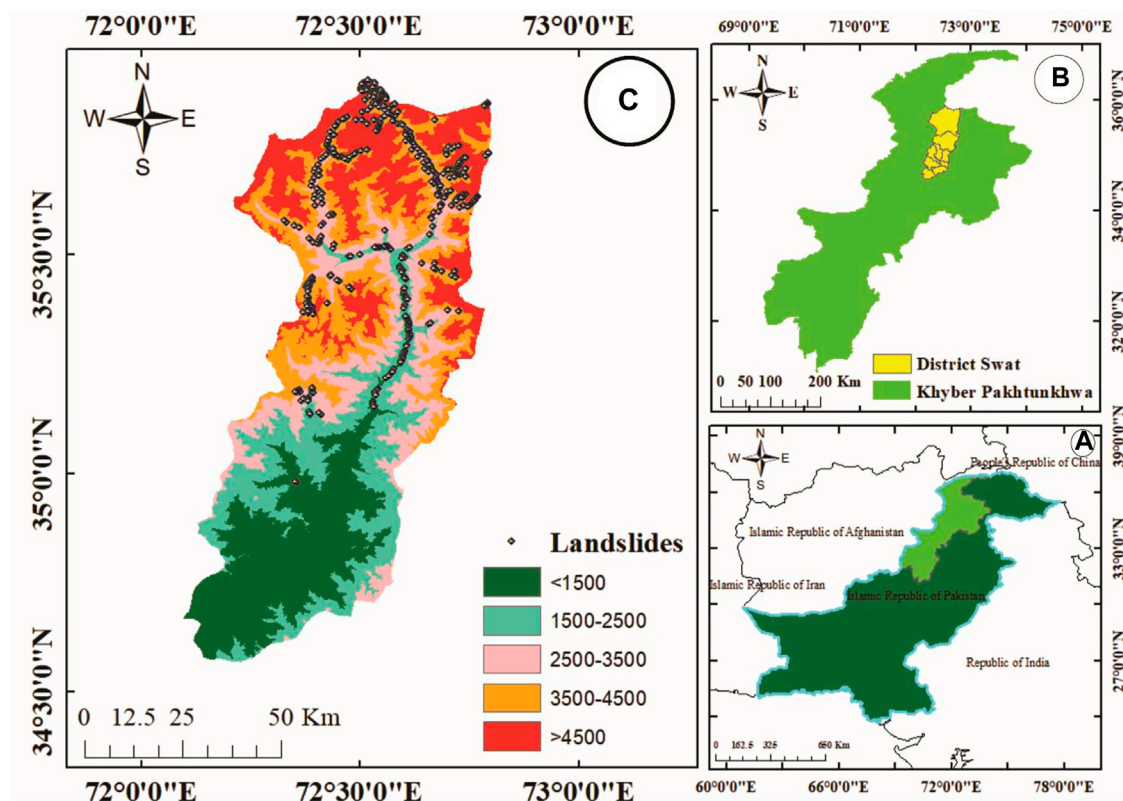 72°0'0"E 72°30'0"E 73°0'0"E
N
W E
S
C
35°30'0"N
35°0'0"N
34°30'0"N
Landslides
<1500
1500-2500
2500-3500
3500-4500
>4500
0 12.5 25 50 Km
72°0'0"E 72°30'0"E 73°0'0"E
69°0'0"E 71°0'0"E 73°0'0"E 75°0'0"E
N
W E
S
B
36°0'0"N
34°0'0"N
32°0'0"N
District Swat
Khyber Pakhtunkhwa
0 50 100 200 Km
N
W E
S
A
39°0'0"N
33°0'0"N
27°0'0"N
People's Republic of China
Islamic Republic of Afghanistan
Islamic Republic of Iran
Islamic Republic of Pakistan
Republic of India
0 162.5 325 650 Km
60°0'0"E 66°0'0"E 72°0'0"E 78°0'0"E